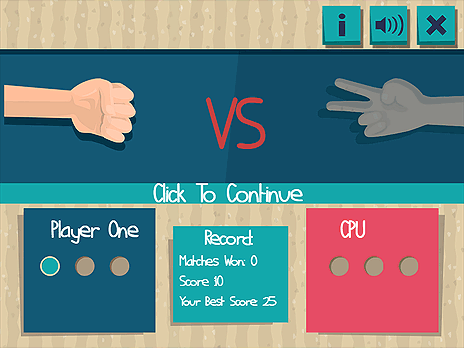 i
VS
Click To Continue
Player One
Record
Matches Won: 0
Score 10
Your Best Score: 25
CPU